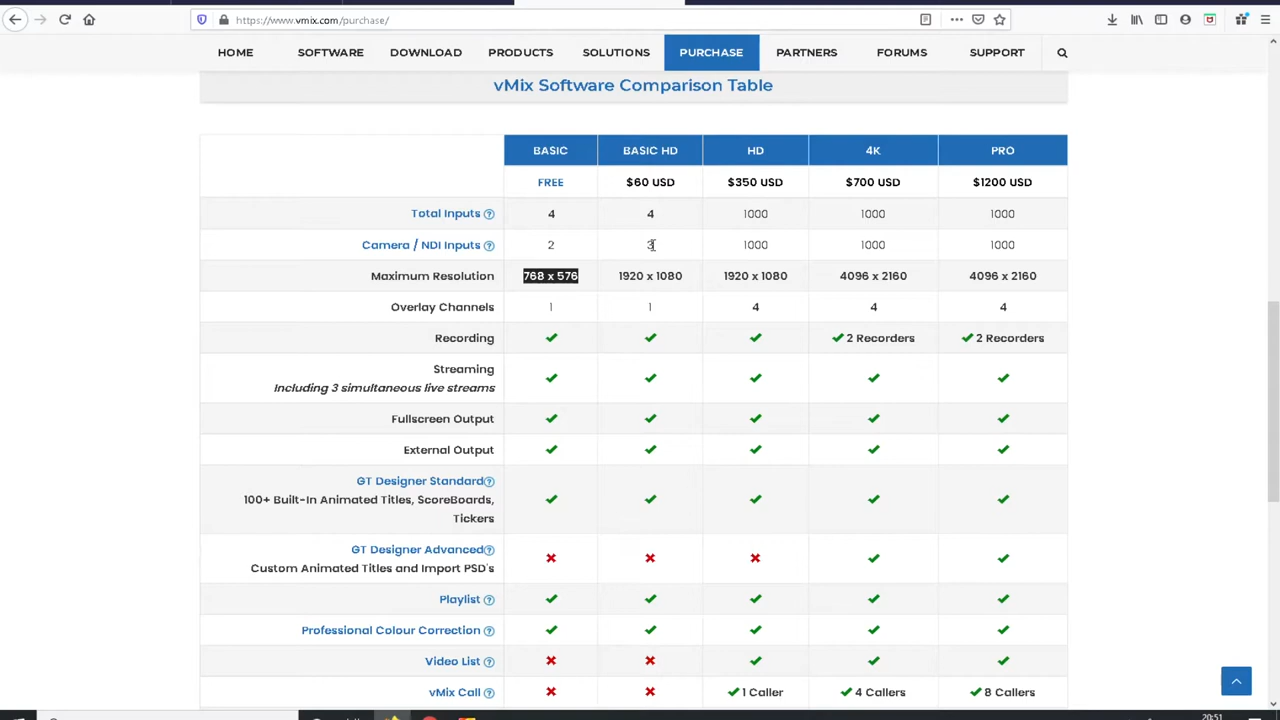 https://www.vmix.com/purchase/
HOME SOFTWARE DOWNLOAD PRODUCTS SOLUTIONS PURCHASE PARTNERS FORUMS SUPPORT
vMix Software Comparison Table
BASIC BASIC HD HD 4K PRO
FREE $60 USD $350 USD $700 USD $1200 USD
Total Inputs ? 4 4 1000 1000 1000
Camera / NDI Inputs ? 2 3 1000 1000 1000
Maximum Resolution 768 x 576 1920 x 1080 1920 x 1080 4096 x 2160 4096 x 2160
Overlay Channels 1 1 4 4 4
Recording 2 Recorders 2 Recorders
Streaming
Including 3 simultaneous live streams
Fullscreen Output
External Output
GT Designer Standard ?
100+ Built-In Animated Titles, ScoreBoards,
Tickers
GT Designer Advanced ?
Custom Animated Titles and Import PSD's
Playlist ?
Professional Colour Correction ?
Video List ?
vMix Call ? 1 Caller 4 Callers 8 Callers
20:51